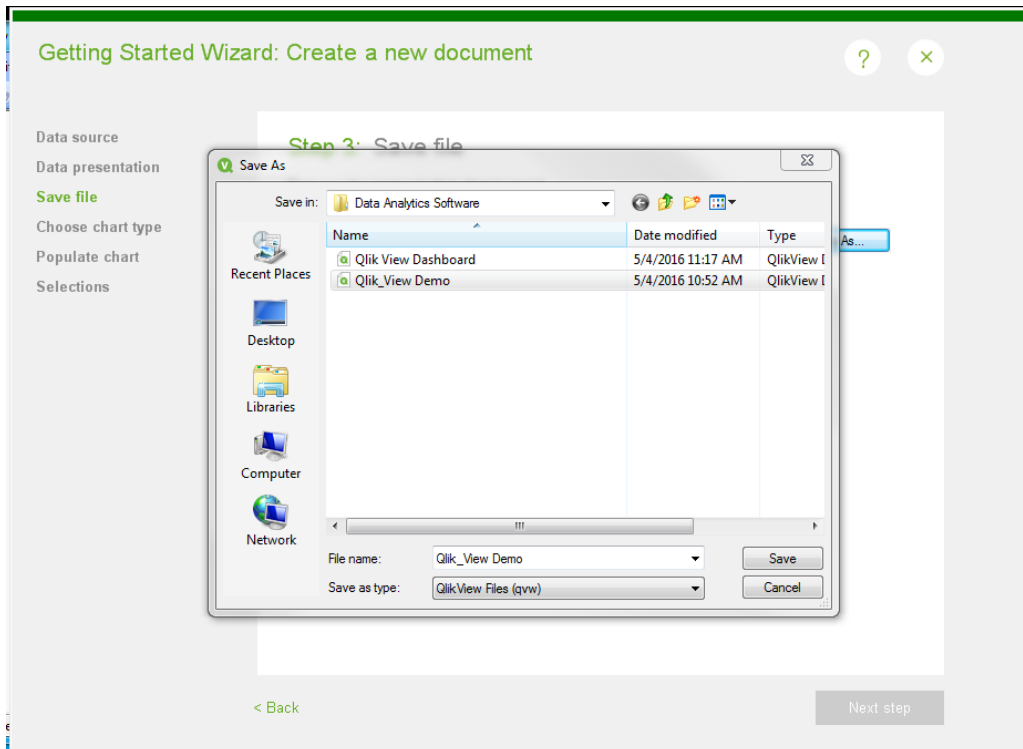 Getting Started Wizard: Create a new document
?
Data source
Data presentation
Save file
Choose chart type
Populate chart
Selections
Step 3: Save file
Save As
Save in: Data Analytics Software
Name Date modified Type
Qlik View Dashboard 5/4/2016 11:17 AM QlikView
Qlik_View Demo 5/4/2016 10:52 AM QlikView
Recent Places
Desktop
Libraries
Computer
Network
As...
File name: Qlik_View Demo Save
Save as type: QlikView Files (qvw) Cancel
< Back Next step